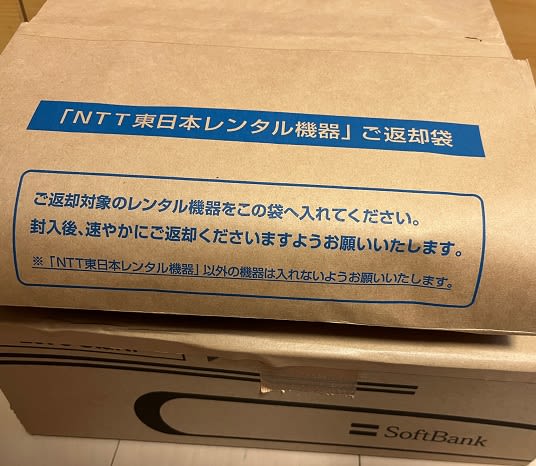 「NTT東日本レンタル機器」ご返却袋
ご返却対象のレンタル機器をこの袋へ入れてください。
封入後、速やかにご返却くださいますようお願いいたします。
※「NTT東日本レンタル機器」以外の機器は入れないようお願いいたします。
SoftBank